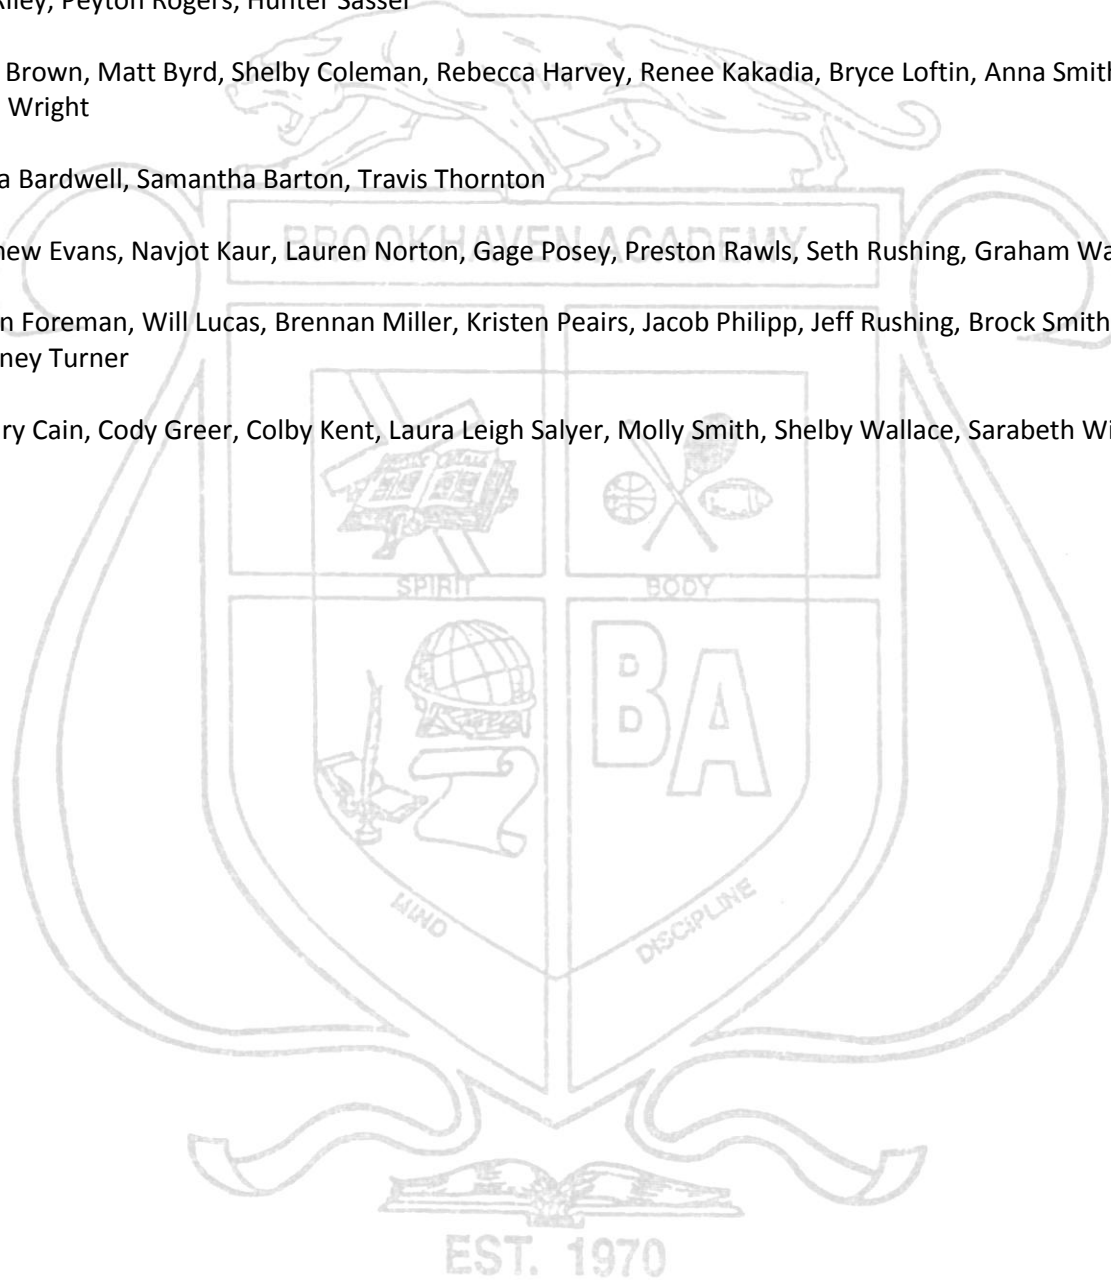 Peyton Rogers, Hunter Sasser
Brown, Matt Byrd, Shelby Coleman, Rebecca Harvey, Renee Kakadia, Bryce Loftin, Anna Smith
Wright
a Bardwell, Samantha Barton, Travis Thornton
BROOKHAVEN ACADEMY
new Evans, Navjot Kaur, Lauren Norton, Gage Posey, Preston Rawls, Seth Rushing, Graham Wa
n Foreman, Will Lucas, Brennan Miller, Kristen Peairs, Jacob Philipp, Jeff Rushing, Brock Smith,
ney Turner
ry Cain, Cody Greer, Colby Kent, Laura Leigh Salyer, Molly Smith, Shelby Wallace, Sarabeth Wi
SPIRIT
BODY
BA
MIND
DISCIPLINE
EST. 1970